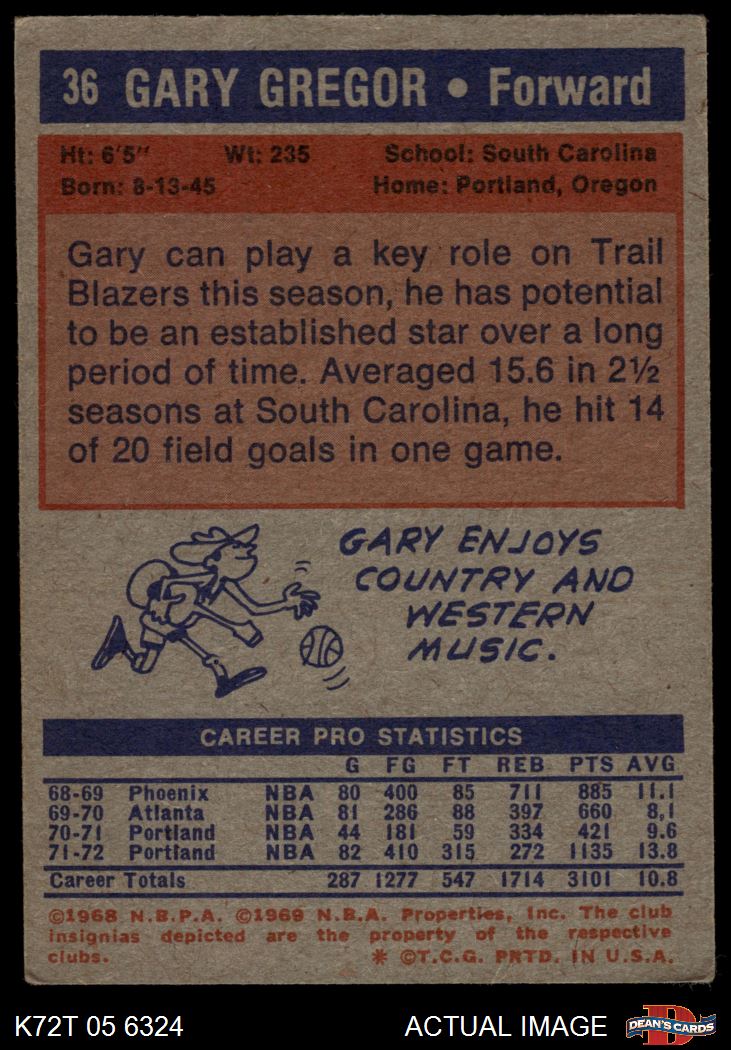 36 GARY GREGOR • Forward
Ht: 6'5" Wt: 235 School: South Carolina
Born: 8-13-45 Home: Portland, Oregon
Gary can play a key role on Trail
Blazers this season, he has potential
to be an established star over a long
period of time. Averaged 15.6 in 2½
seasons at South Carolina, he hit 14
of 20 field goals in one game.
GARY ENJOYS
COUNTRY AND
WESTERN
MUSIC.
CAREER PRO STATISTICS
G FG FT REB PTS AVG
68-69 Phoenix NBA 80 400 85 711 885 11.1
69-70 Atlanta NBA 81 286 88 397 660 8.1
70-71 Portland NBA 44 181 59 334 421 9.6
71-72 Portland NBA 82 410 315 272 1135 13.8
Career Totals 287 1277 547 1714 3101 10.8
©1968 N.B.P.A. ©1969 N.B.A. Properties, Inc. The club
insignias depicted are the property of the respective
clubs. * ©T.C.G. PRTD. IN U.S.A.
K72T 05 6324 ACTUAL IMAGE DEAN'S CARDS